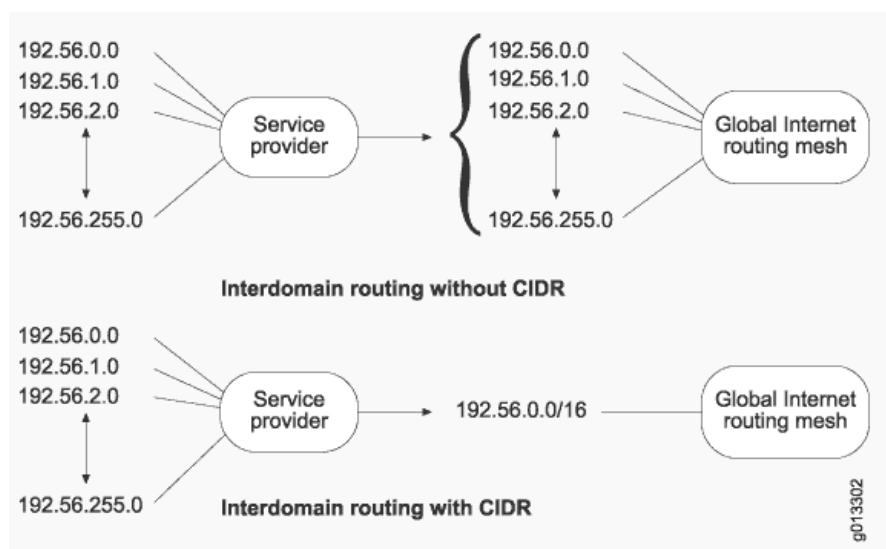 192.56.0.0
192.56.1.0
192.56.2.0
192.56.255.0
Service
provider
192.56.0.0
192.56.1.0
192.56.2.0
192.56.255.0
Global Internet
routing mesh
Interdomain routing without CIDR
192.56.0.0
192.56.1.0
192.56.2.0
192.56.255.0
Service
provider
192.56.0.0/16
Global Internet
routing mesh
Interdomain routing with CIDR
g013302